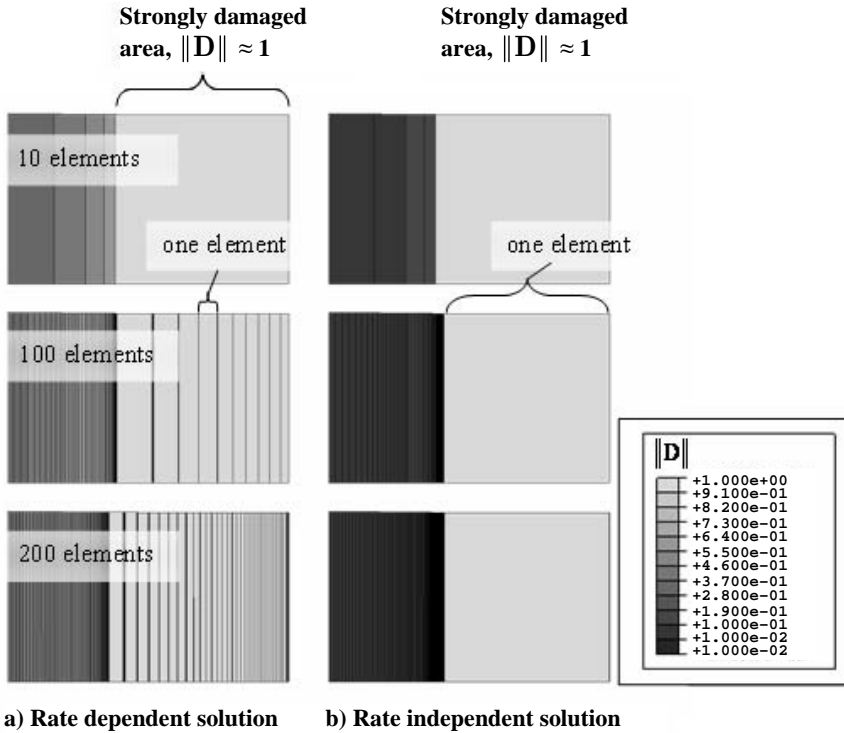 Strongly damaged
area, ‖D‖ ≈ 1
Strongly damaged
area, ‖D‖ ≈ 1
10 elements
one element
one element
100 elements
200 elements
‖D‖
+1.000e+00
+9.100e-01
+8.200e-01
+7.300e-01
+6.400e-01
+5.500e-01
+4.600e-01
+3.700e-01
+2.800e-01
+1.900e-01
+1.000e-01
+1.000e-02
+1.000e-02
a) Rate dependent solution
b) Rate independent solution